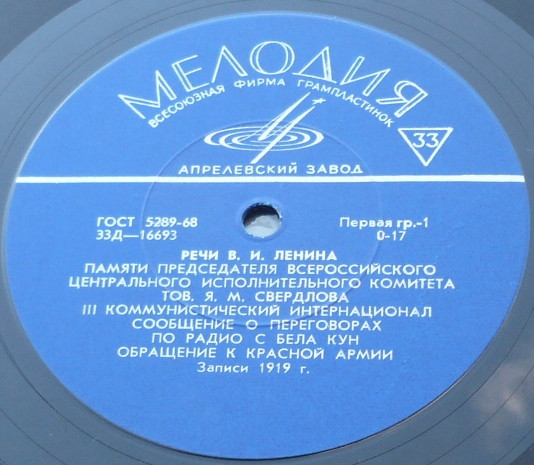 МЕЛОДИЯ
ВСЕСОЮЗНАЯ ФИРМА ГРАМПЛАСТИНОК
33
АПРЕЛЕВСКИЙ ЗАВОД
ГОСТ 5289-68 Первая гр.-1
33Д—16693 0-17
РЕЧИ В. И. ЛЕНИНА
ПАМЯТИ ПРЕДСЕДАТЕЛЯ ВСЕРОССИЙСКОГО
ЦЕНТРАЛЬНОГО ИСПОЛНИТЕЛЬНОГО КОМИТЕТА
ТОВ. Я. М. СВЕРДЛОВА
III КОММУНИСТИЧЕСКИЙ ИНТЕРНАЦИОНАЛ
СООБЩЕНИЕ О ПЕРЕГОВОРАХ
ПО РАДИО С БЕЛА КУН
ОБРАЩЕНИЕ К КРАСНОЙ АРМИИ
Записи 1919 г.